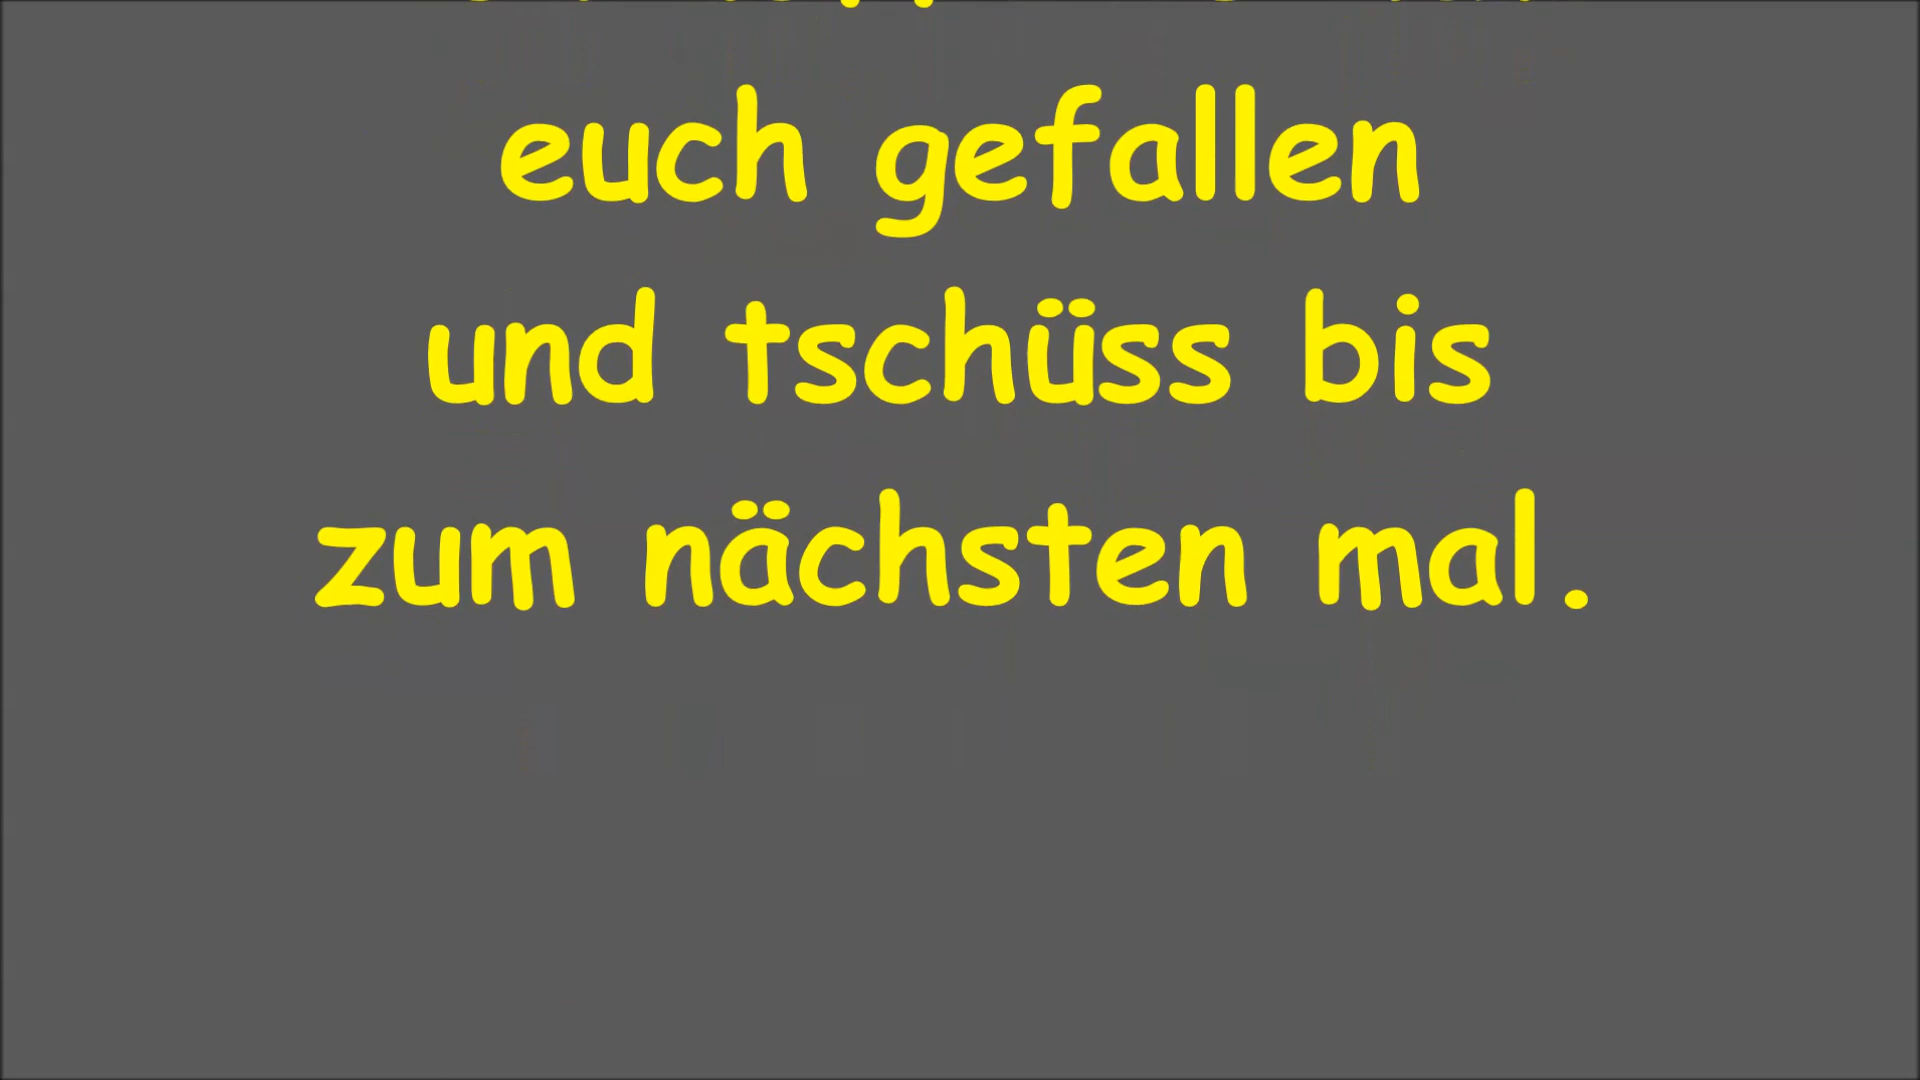 euch gefallen
und tschüss bis
zum nächsten mal.